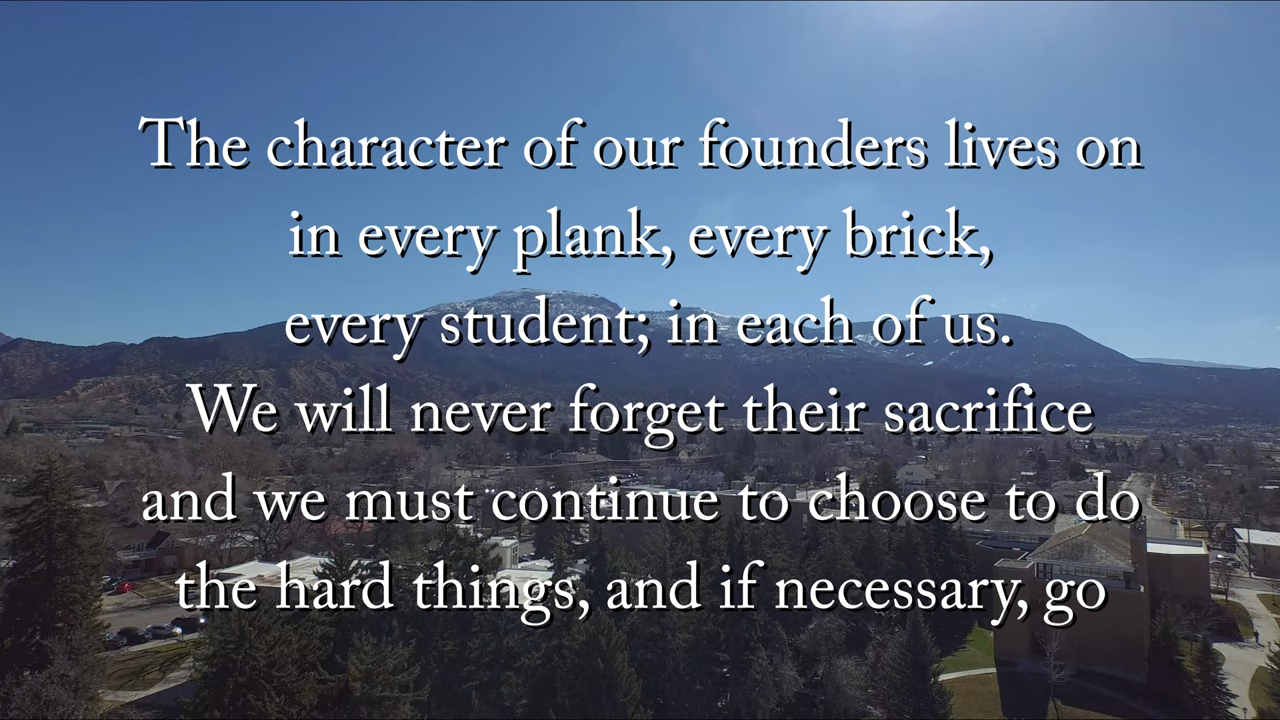 The character of our founders lives on
in every plank, every brick,
every student; in each of us.
We will never forget their sacrifice
and we must continue to choose to do
the hard things, and if necessary, go